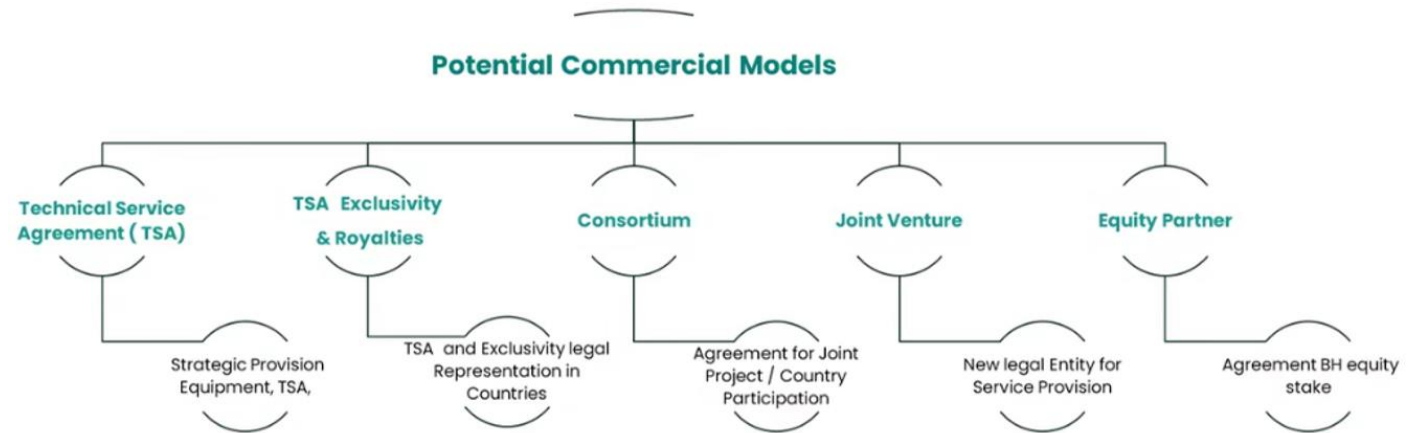 Potential Commercial Models
Technical Service
Agreement ( TSA)
TSA Exclusivity
& Royalties
Consortium
Joint Venture
Equity Partner
Strategic Provision
Equipment, TSA,
TSA and Exclusivity legal
Representation in
Countries
Agreement for Joint
Project / Country
Participation
New legal Entity for
Service Provision
Agreement BH equity
stake